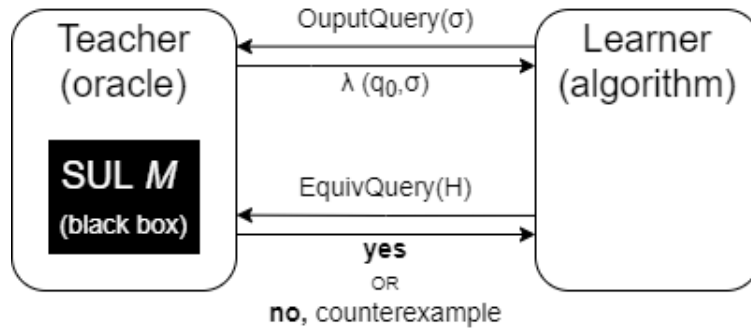 Teacher
(oracle)
SUL M
(black box)
OuputQuery(σ)
λ (q₀,σ)
EquivQuery(H)
yes
OR
no, counterexample
Learner
(algorithm)